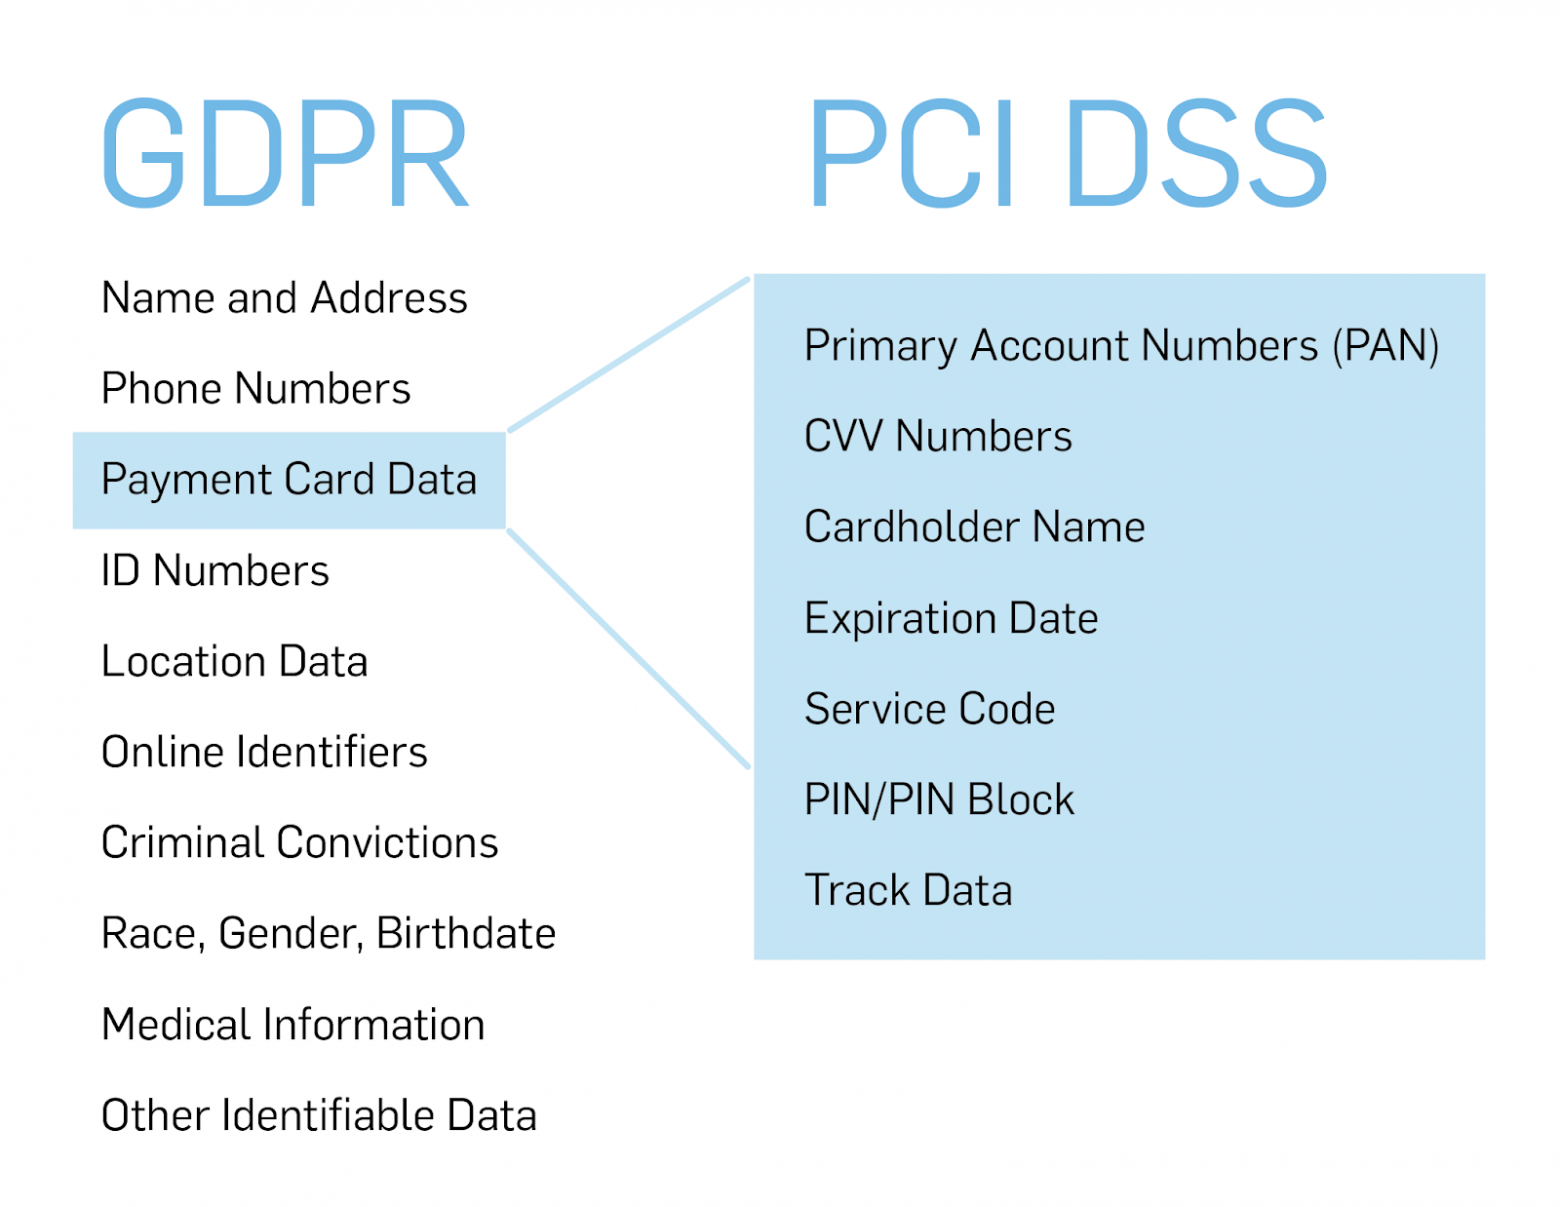 GDPR
Name and Address
Phone Numbers
Payment Card Data
ID Numbers
Location Data
Online Identifiers
Criminal Convictions
Race, Gender, Birthdate
Medical Information
Other Identifiable Data
PCI DSS
Primary Account Numbers (PAN)
CVV Numbers
Cardholder Name
Expiration Date
Service Code
PIN/PIN Block
Track Data